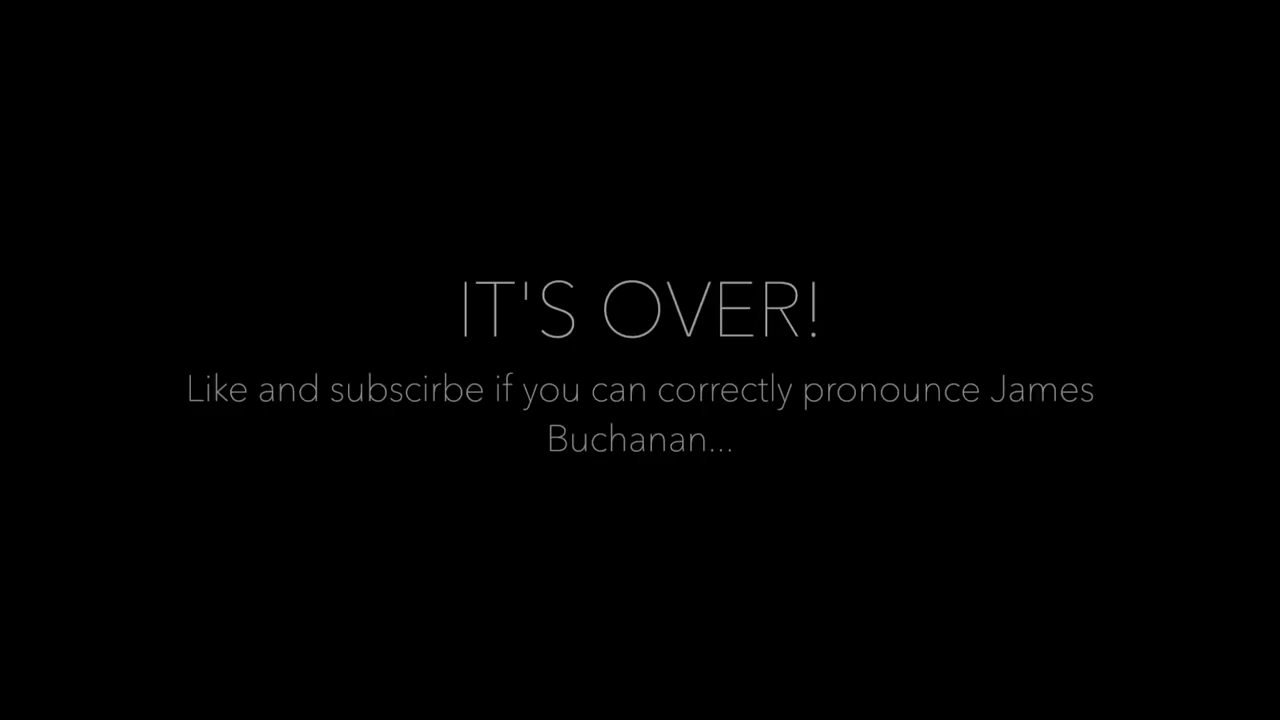 IT'S OVER!
Like and subscirbe if you can correctly pronounce James
Buchanan...